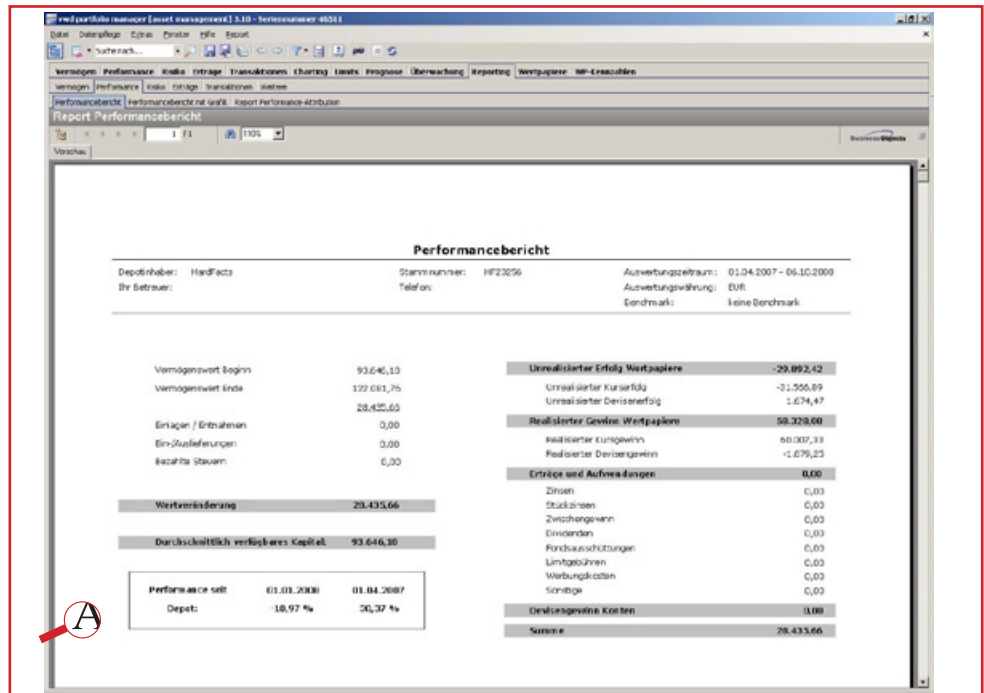 vwd portfolio manager [asset management] 3.10 - Seriennummer 46511
Datei Datenpflege Extras Fenster Hilfe Report
Suche nach...
Vermögen Performance Risiko Erträge Transaktionen Charting Limits Prognose Überwachung Reporting Wertpapiere WP-Kennzahlen
Vermögen Performance Risiko Erträge Transaktionen Weitere
Performancebericht Performancebericht mit Grafik Report Performance-Attribution
Report Performancebericht
1 /1 110%
BusinessObjects
Vorschau
Performancebericht
Depotinhaber: HardFacts Stammnummer: HF23256 Auswertungszeitraum: 01.04.2007 - 06.10.2008
Ihr Betreuer: Telefon: Auswertungswährung: EUR
Benchmark: keine Benchmark
Vermögenswert Beginn 93.646,10
Vermögenswert Ende 122.081,76
28.435,66
Einlagen / Entnahmen 0,00
Ein-/Auslieferungen 0,00
Bezahlte Steuern 0,00
Wertveränderung 28.435,66
Durchschnittlich verfügbares Kapital: 93.646,10
Performance seit 01.01.2008 01.04.2007
Depot: -10,97 % 30,37 %
A
Unrealisierter Erfolg Wertpapiere -29.892,42
Unrealisierter Kurserfolg -31.566,89
Unrealisierter Devisenerfolg 1.674,47
Realisierter Gewinn Wertpapiere 58.328,08
Realisierter Kursgewinn 60.007,33
Realisierter Devisengewinn -1.679,25
Erträge und Aufwendungen 0,00
Zinsen 0,00
Stückzinsen 0,00
Zwischengewinn 0,00
Dividenden 0,00
Fondsausschüttungen 0,00
Limitgebühren 0,00
Werbungskosten 0,00
Sonstige 0,00
Devisengewinn Konten 0,00
Summe 28.435,66